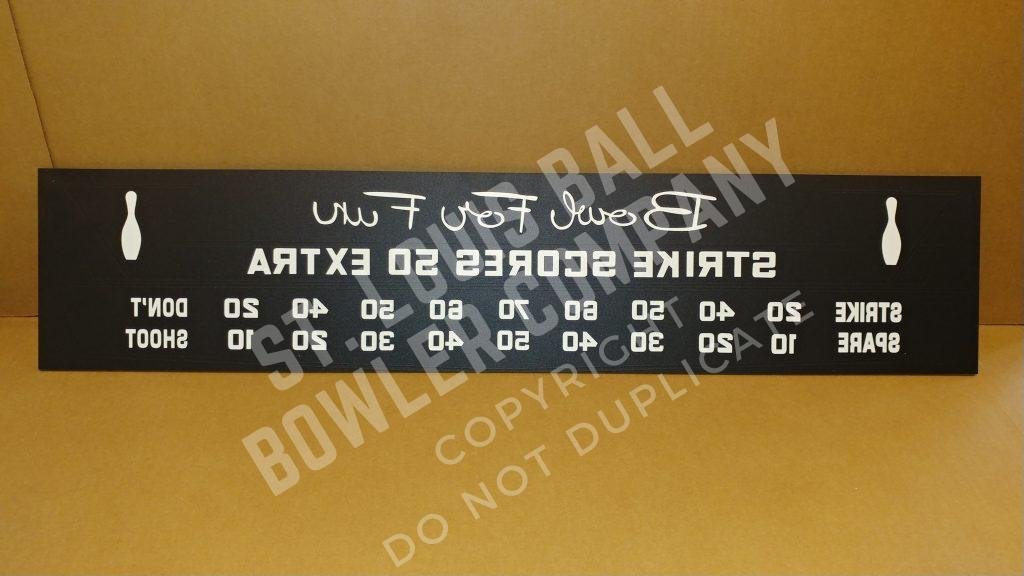 Bowl For Fun
STRIKE SCORES 50 EXTRA
STRIKE 20 40 50 60 70 60 50 40 20 DON'T
SPARE 10 20 30 40 50 40 30 20 10 SHOOT
ST. LOUIS BALL
BOWLER COMPANY
COPYRIGHT
DO NOT DUPLICATE